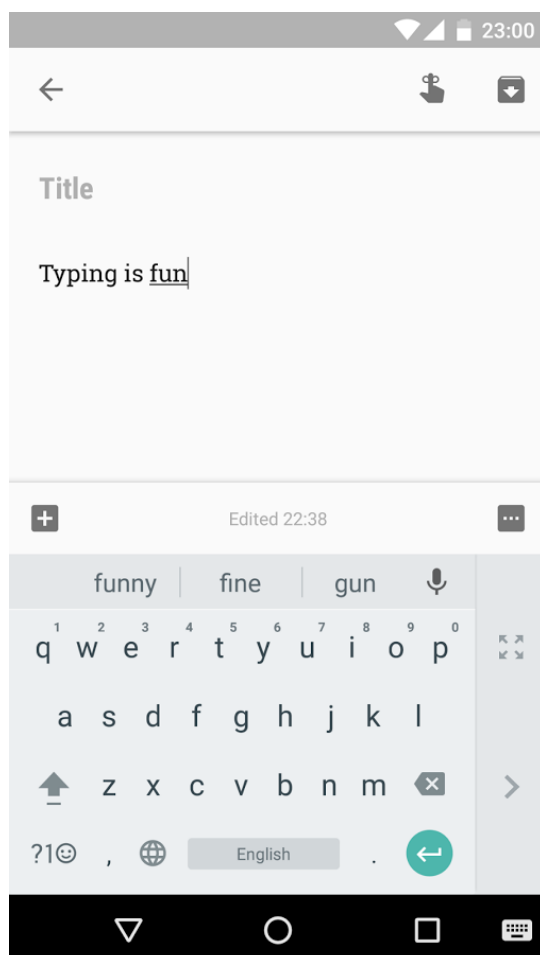 23:00
Title
Typing is fun
Edited 22:38
funny fine gun
1 2 3 4 5 6 7 8 9 0
q w e r t y u i o p
a s d f g h j k l
z x c v b n m
?1☺ , English .